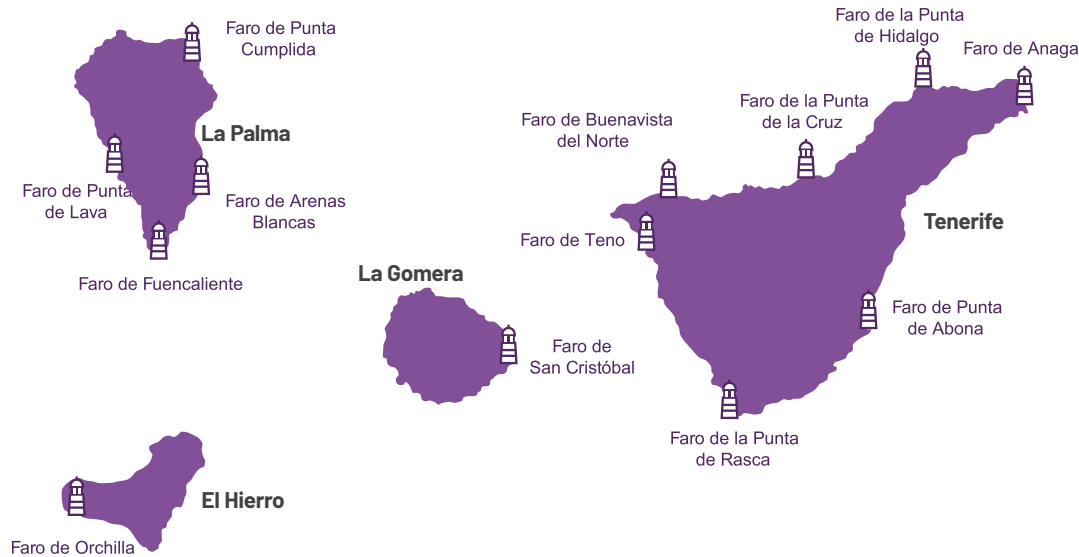 Faro de Punta
Cumplida
La Palma
Faro de Punta
de Lava
Faro de Arenas
Blancas
Faro de Fuencaliente
La Gomera
Faro de
San Cristóbal
El Hierro
Faro de Orchilla
Faro de la Punta
de Hidalgo
Faro de Anaga
Faro de la Punta
de la Cruz
Faro de Buenavista
del Norte
Tenerife
Faro de Teno
Faro de Punta
de Abona
Faro de la Punta
de Rasca